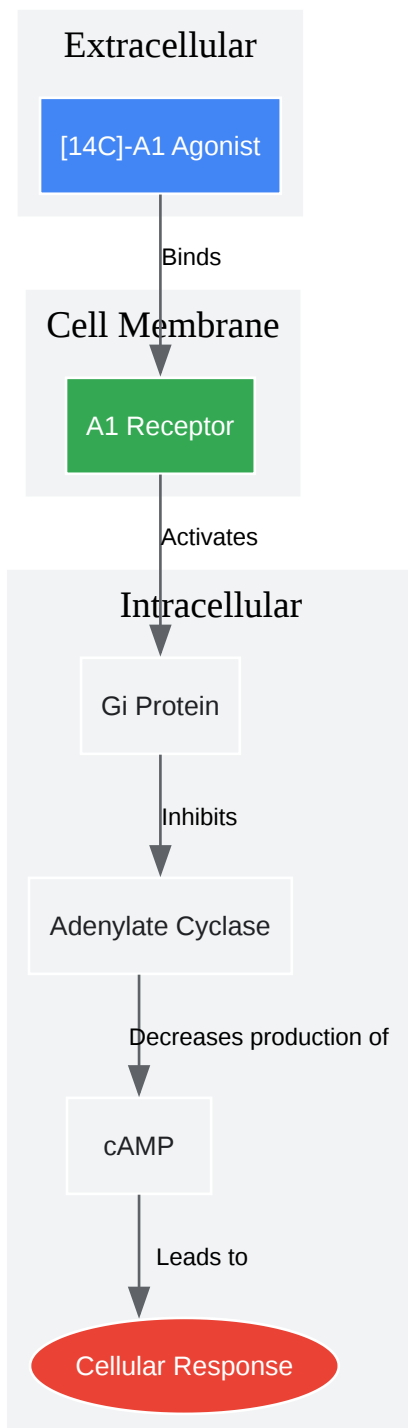 Extracellular
[14C]-A1 Agonist
Binds
Cell Membrane
A1 Receptor
Activates
Intracellular
Gi Protein
Inhibits
Adenylate Cyclase
Decreases production of
cAMP
Leads to
Cellular Response